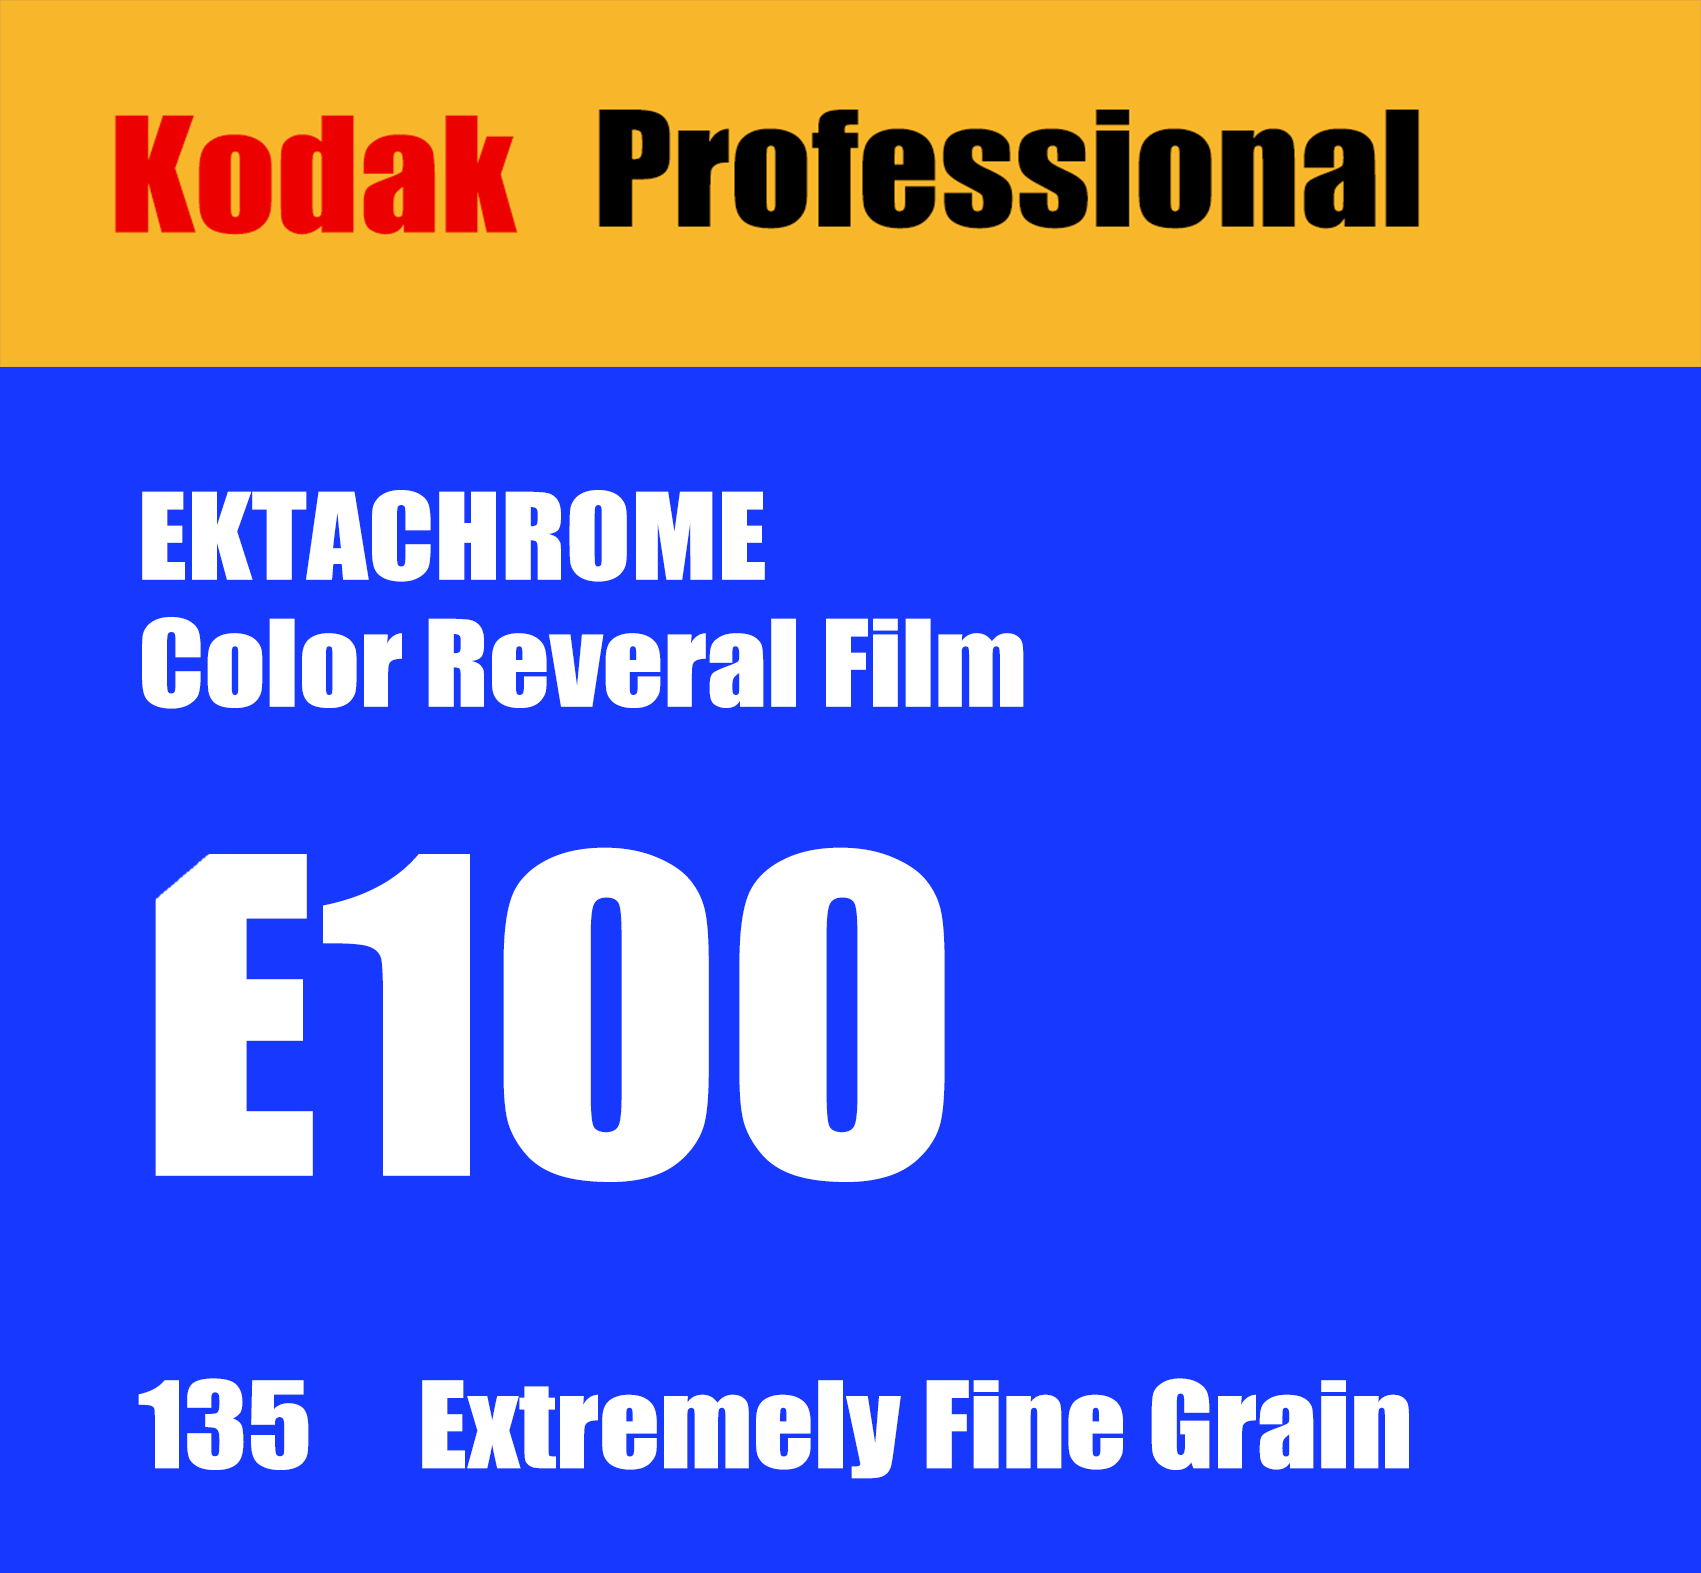 Kodak Professional
EKTACHROME
Color Reveral Film
E100
135 Extremely Fine Grain